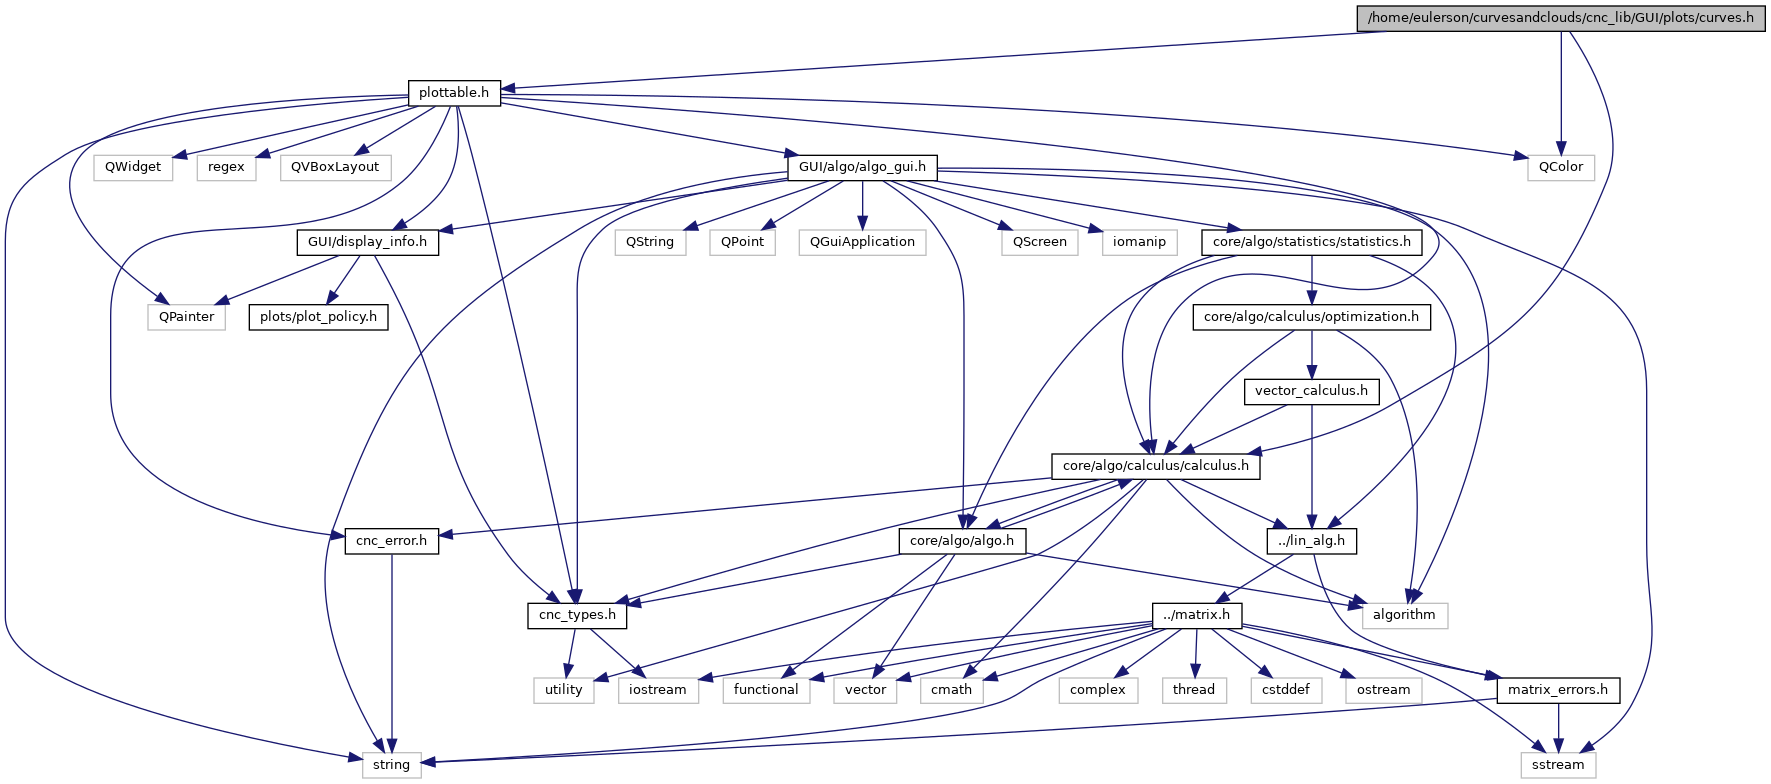 /home/eulerson/curvesandclouds/cnc_lib/GUI/plots/curves.h
plottable.h
QWidget
regex
QVBoxLayout
GUI/algo/algo_gui.h
QColor
GUI/display_info.h
QString
QPoint
QGuiApplication
QScreen
iomanip
core/algo/statistics/statistics.h
QPainter
plots/plot_policy.h
core/algo/calculus/optimization.h
vector_calculus.h
core/algo/calculus/calculus.h
cnc_error.h
core/algo/algo.h
../lin_alg.h
cnc_types.h
../matrix.h
algorithm
utility
iostream
functional
vector
cmath
complex
thread
cstddef
ostream
matrix_errors.h
string
sstream